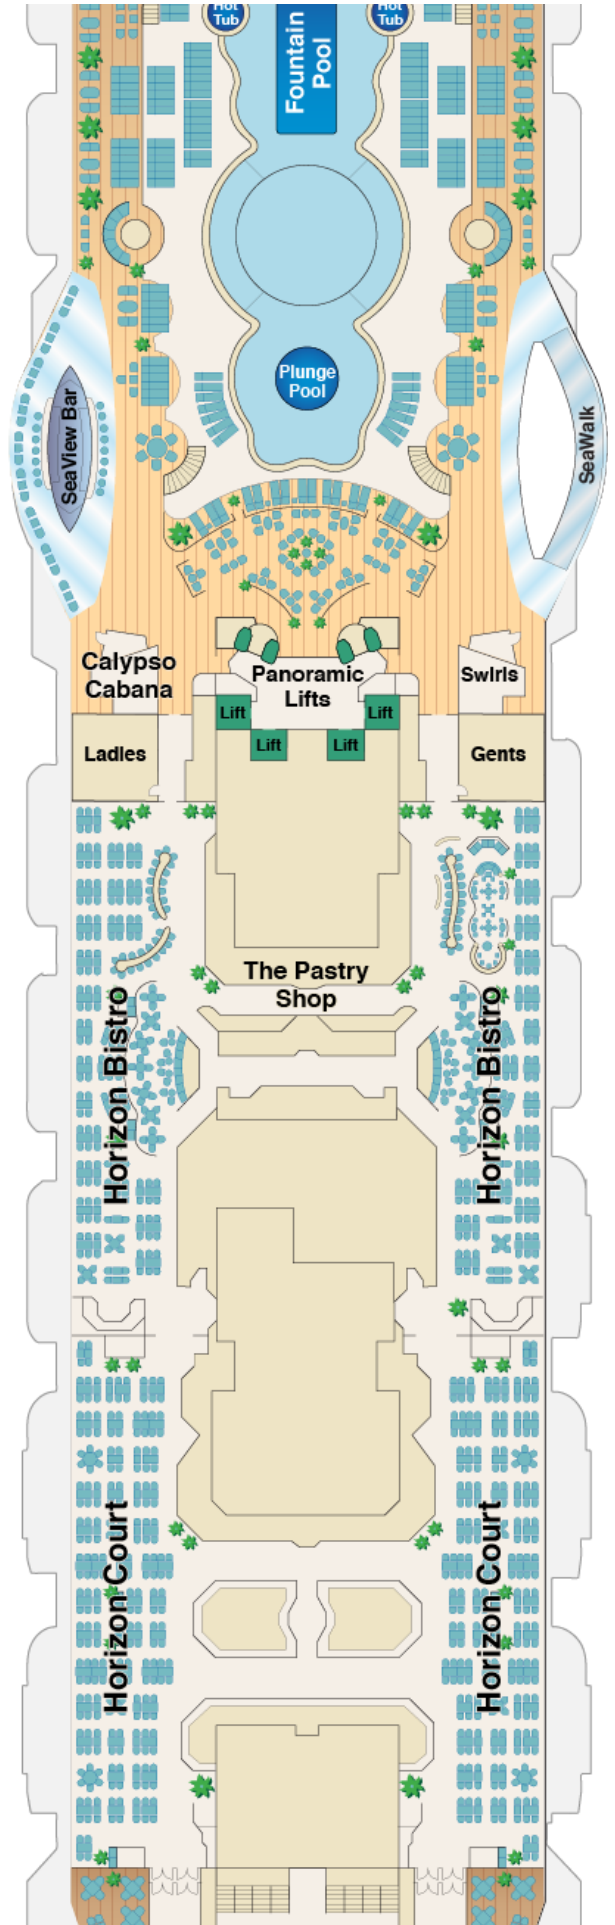 Hot
Tub
Hot
Tub
Fountain
Pool
Plunge
Pool
SeaView Bar
SeaWalk
Calypso
Cabana
Panoramic
Lifts
Swirls
Lift
Lift
Lift
Lift
Ladies
Gents
The Pastry
Shop
Horizon Bistro
Horizon Bistro
Horizon Court
Horizon Court